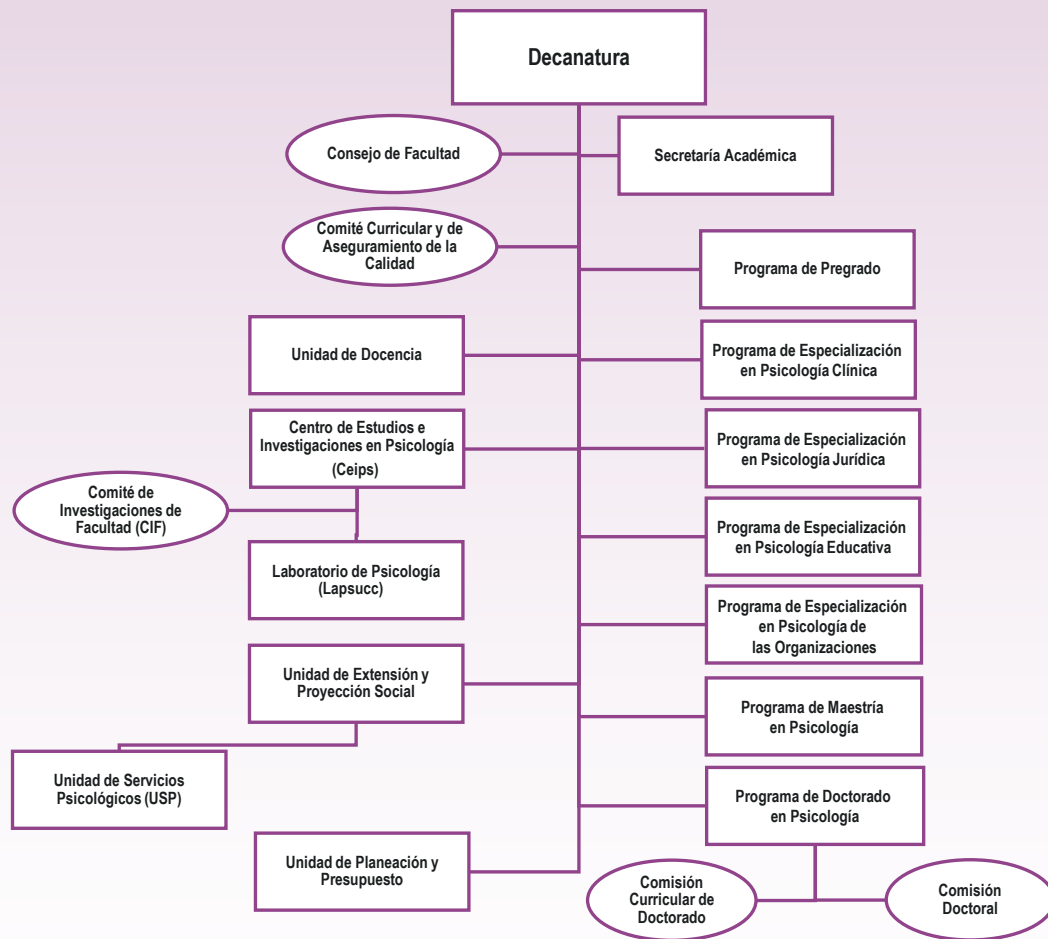 Decanatura
Consejo de Facultad
Secretaría Académica
Comité Curricular y de
Aseguramiento de la
Calidad
Programa de Pregrado
Unidad de Docencia
Programa de Especialización
en Psicología Clínica
Centro de Estudios e
Investigaciones en Psicología
(Ceips)
Programa de Especialización
en Psicología Jurídica
Comité de
Investigaciones de
Facultad (CIF)
Programa de Especialización
en Psicología Educativa
Laboratorio de Psicología
(Lapsucc)
Programa de Especialización
en Psicología de
las Organizaciones
Unidad de Extensión y
Proyección Social
Programa de Maestría
en Psicología
Unidad de Servicios
Psicológicos (USP)
Programa de Doctorado
en Psicología
Unidad de Planeación y
Presupuesto
Comisión
Curricular de
Doctorado
Comisión
Doctoral